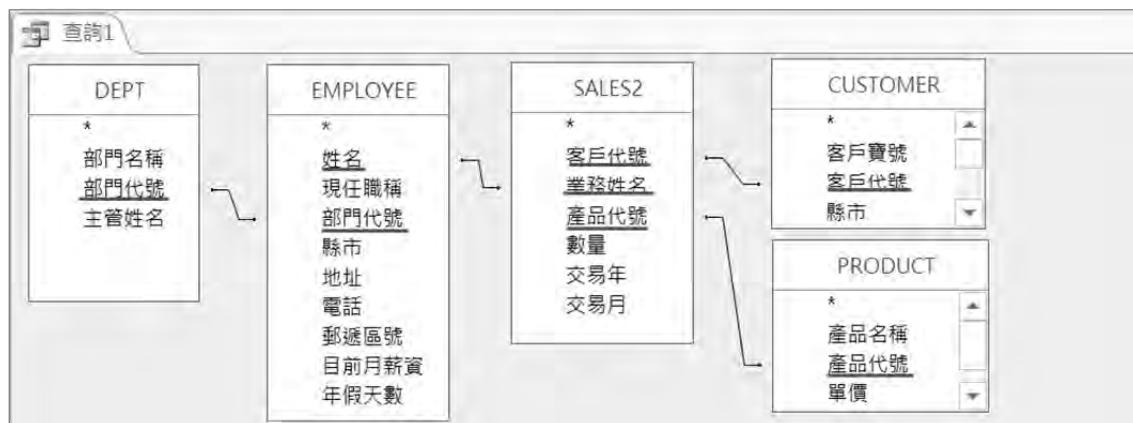 查詢1
DEPT
*
部門名稱
部門代號
主管姓名
EMPLOYEE
*
姓名
現任職稱
部門代號
縣市
地址
電話
郵遞區號
目前月薪資
年假天數
SALES2
*
客戶代號
業務姓名
產品代號
數量
交易年
交易月
CUSTOMER
*
客戶寶號
客戶代號
縣市
PRODUCT
*
產品名稱
產品代號
單價